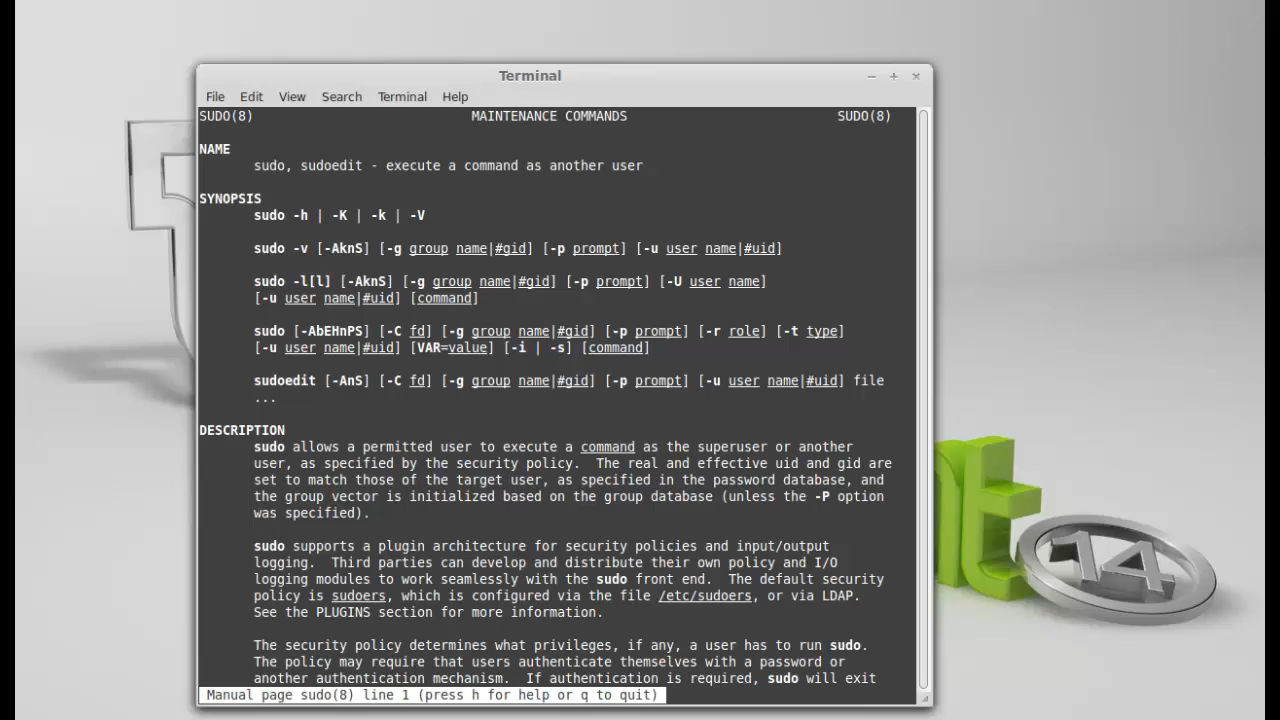 Terminal
File Edit View Search Terminal Help
SUDO(8) MAINTENANCE COMMANDS SUDO(8)
NAME
sudo, sudoedit - execute a command as another user
SYNOPSIS
sudo -h | -K | -k | -V
sudo -v [-AknS] [-g group name|#gid] [-p prompt] [-u user name|#uid]
sudo -l[l] [-AknS] [-g group name|#gid] [-p prompt] [-U user name]
[-u user name|#uid] [command]
sudo [-AbEHnPS] [-C fd] [-g group name|#gid] [-p prompt] [-r role] [-t type]
[-u user name|#uid] [VAR=value] [-i | -s] [command]
sudoedit [-AnS] [-C fd] [-g group name|#gid] [-p prompt] [-u user name|#uid] file
...
DESCRIPTION
sudo allows a permitted user to execute a command as the superuser or another
user, as specified by the security policy.  The real and effective uid and gid are
set to match those of the target user, as specified in the password database, and
the group vector is initialized based on the group database (unless the -P option
was specified).
sudo supports a plugin architecture for security policies and input/output
logging.  Third parties can develop and distribute their own policy and I/O
logging modules to work seamlessly with the sudo front end.  The default security
policy is sudoers, which is configured via the file /etc/sudoers, or via LDAP.
See the PLUGINS section for more information.
The security policy determines what privileges, if any, a user has to run sudo.
The policy may require that users authenticate themselves with a password or
another authentication mechanism.  If authentication is required, sudo will exit
Manual page sudo(8) line 1 (press h for help or q to quit)
14